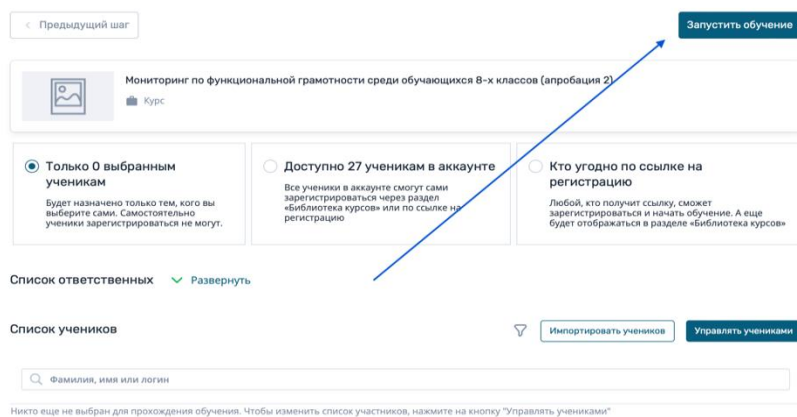 Предыдущий шаг
Запустить обучение
Мониторинг по функциональной грамотности среди обучающихся 8-х классов (апробация 2)
Курс
Только 0 выбранным
ученикам
Будет назначено только тем, кого вы
выберите сами. Самостоятельно
ученики зарегистрироваться не могут.
Доступно 27 ученикам в аккаунте
Все ученики в аккаунте смогут сами
зарегистрироваться через раздел
«Библиотека курсов» или по ссылке на
регистрацию
Кто угодно по ссылке на
регистрацию
Любой, кто получит ссылку, сможет
зарегистрироваться и начать обучение. А еще
будет отображаться в разделе «Библиотека курсов»
Список ответственных Развернуть
Список учеников
Импортировать учеников
Управлять учениками
Фамилия, имя или логин
Никто еще не выбран для прохождения обучения. Чтобы изменить список участников, нажмите на кнопку "Управлять учениками"